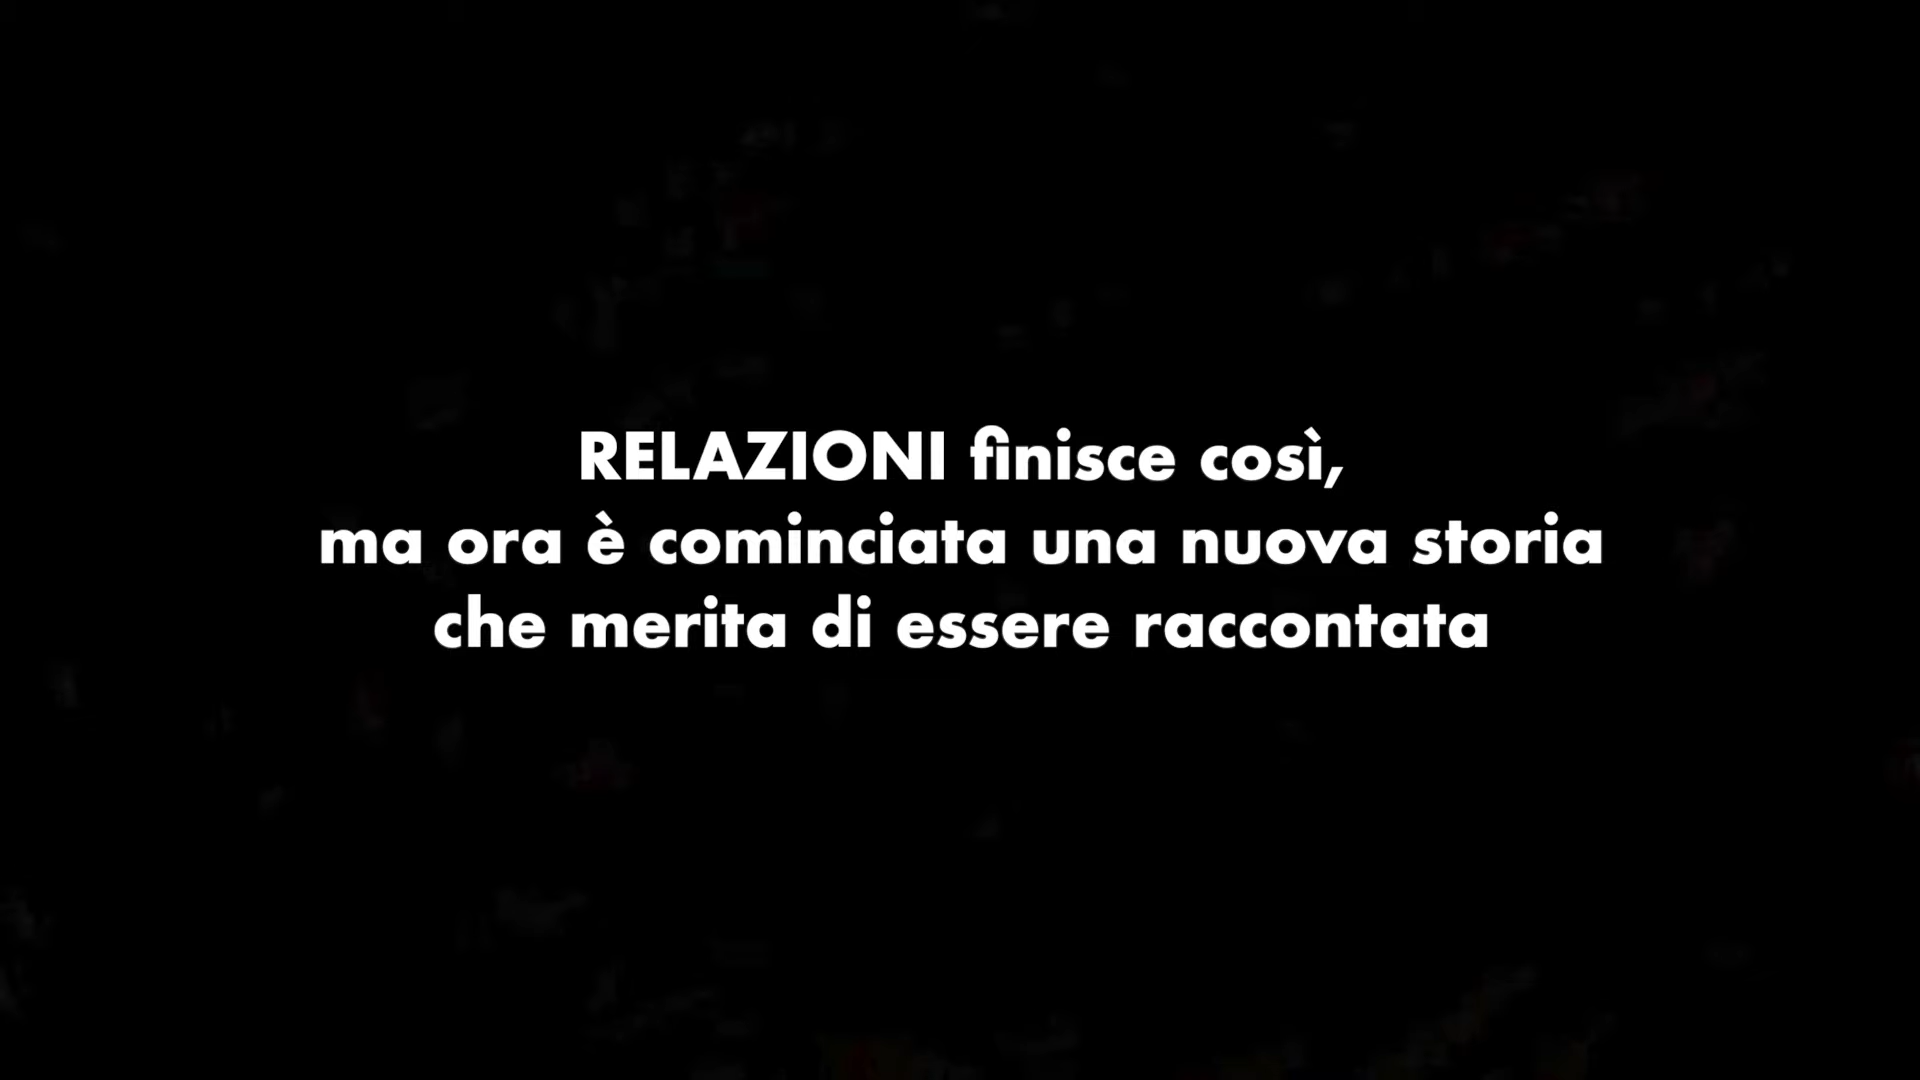 RELAZIONI finisce così,
ma ora è cominciata una nuova storia
che merita di essere raccontata